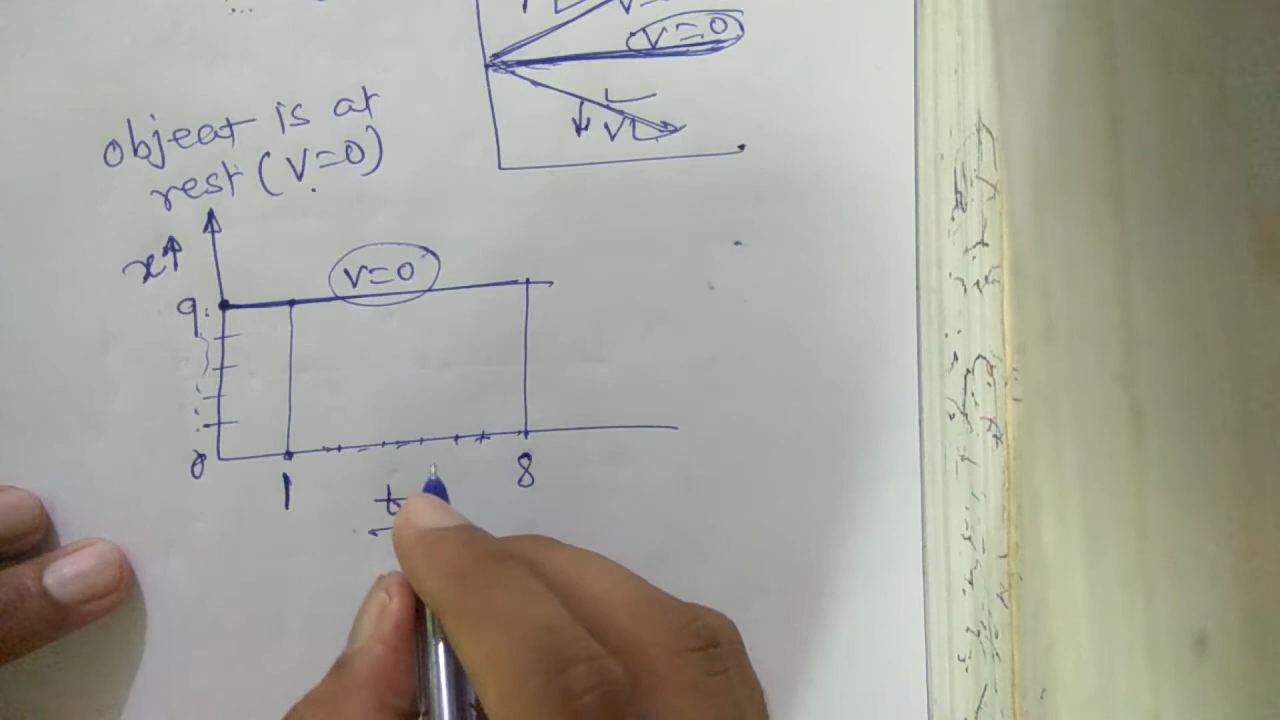 V=0
V
object is at
rest (V=0)
x
V=0
9
0
1
8
t